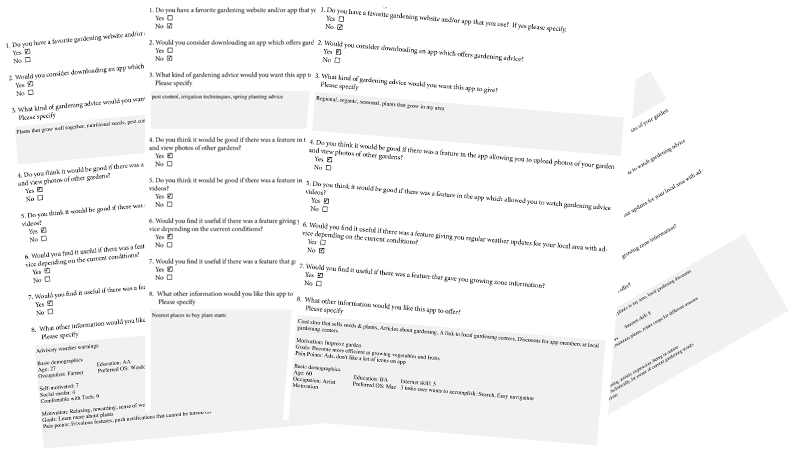 1. Do you have a favorite gardening website and/or
Yes ☑
No ☐
2. Would you consider downloading an app which
Yes ☑
No ☐
3. What kind of gardening advice would you want
Please specify
Plants that grow well together, nutritional needs, pest con
4. Do you think it would be good if there was a
and view photos of other gardens?
Yes ☑
No ☐
5. Do you think it would be good if there was
videos?
Yes ☑
No ☐
6. Would you find it useful if there was a feat
vice depending on the current conditions?
Yes ☑
No ☐
7. Would you find it useful if there was a fe
Yes ☑
No ☐
8. What other information would you like
Please specify
Advisory weather warnings
Basic demographics
Age: 27 Education: AA
Occupation: Farmer Preferred OS: Windo
Self-motivated: 7
Social media: 4
Comfortable with Tech: 9
Motivation: Relaxing, rewarding, sense of we
Goals: Learn more about plants
Pain points: Frivolous features, push notifications that cannot be turned
1. Do you have a favorite gardening website and/or app that yo
Yes ☐
No ☑
2. Would you consider downloading an app which offers gard
Yes ☐
No ☑
3. What kind of gardening advice would you want this app t
Please specify
pest control, irrigation techniques, spring planting advice
4. Do you think it would be good if there was a feature in t
and view photos of other gardens?
Yes ☑
No ☐
5. Do you think it would be good if there was a feature in
videos?
Yes ☑
No ☐
6. Would you find it useful if there was a feature giving
vice depending on the current conditions?
Yes ☑
No ☐
7. Would you find it useful if there was a feature that g
Yes ☑
No ☐
8. What other information would you like this app to
Please specify
Nearest places to buy plant starts
1. Do you have a favorite gardening website and/or app that you use? If yes please specify.
Yes ☐
No ☑
2. Would you consider downloading an app which offers gardening advice?
Yes ☑
No ☐
3. What kind of gardening advice would you want this app to give?
Please specify
Regional, organic, seasonal, plants that grow in my area
4. Do you think it would be good if there was a feature in the app allowing you to upload photos of your garden
and view photos of other gardens?
Yes ☑
No ☐
5. Do you think it would be good if there was a feature in the app which allowed you to watch gardening advice
videos?
Yes ☑
No ☐
6. Would you find it useful if there was a feature giving you regular weather updates for your local area with ad-
vice depending on the current conditions?
Yes ☐
No ☑
7. Would you find it useful if there was a feature that gave you growing zone information?
Yes ☑
No ☐
8. What other information would you like this app to offer?
Please specify
Cool sites that sells seeds & plants, Articles about gardening, A link to local gardening centers, Discounts for app members at local
gardening centers
Motivation: Improve garden
Goals: Become more efficient at growing vegetables and fruits
Pain Points: Ads, don't like a lot of icons on app
Basic demographics
Age: 60 Education: BA Internet skill: 3
Occupation: Artist Preferred OS: Mac 3 tasks user wants to accomplish: Search, Easy navigation
Motivation
of your garden
to watch gardening advice
updates for your local area with ad-
growing zone information?
offer?
plants in my area, local gardening discounts
Internet skill: 8